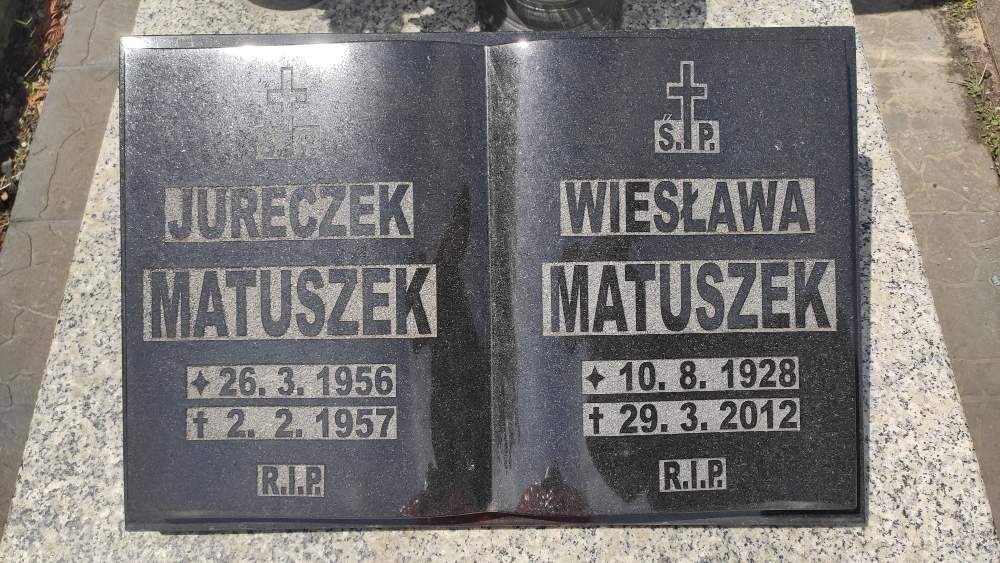 Ś. P.
JURECZEK
MATUSZEK
✦ 26. 3. 1956
† 2. 2. 1957
R.I.P.
Ś. P.
WIESŁAWA
MATUSZEK
✦ 10. 8. 1928
† 29. 3. 2012
R.I.P.